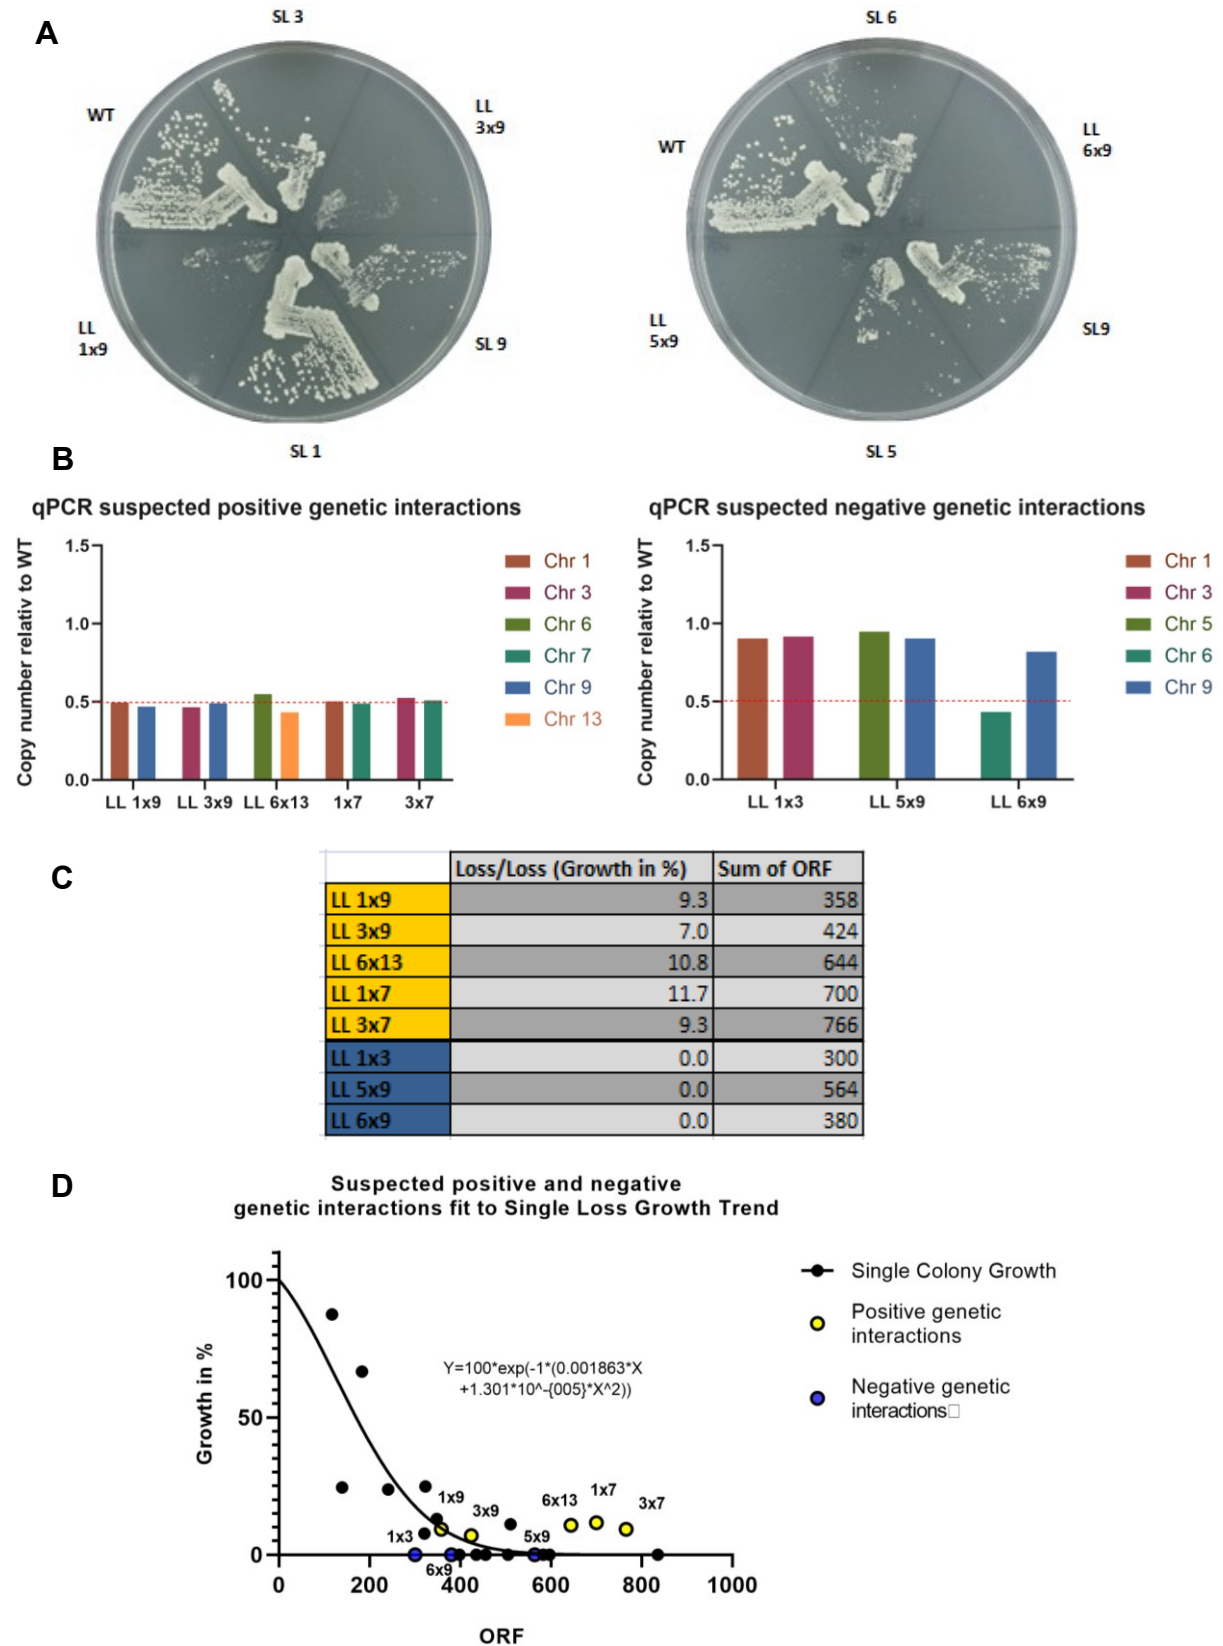 A
SL 3
WT
LL
3x9
LL
1x9
SL 9
SL 1
SL 6
WT
LL
6x9
LL
5x9
SL9
SL 5
B
qPCR suspected positive genetic interactions
Copy number relativ to WT
1.5
1.0
0.5
0.0
LL 1x9 LL 3x9 LL 6x13 1x7 3x7
Chr 1
Chr 3
Chr 6
Chr 7
Chr 9
Chr 13
qPCR suspected negative genetic interactions
Copy number relativ to WT
1.5
1.0
0.5
0.0
LL 1x3 LL 5x9 LL 6x9
Chr 1
Chr 3
Chr 5
Chr 6
Chr 9
C
Loss/Loss (Growth in %) Sum of ORF
LL 1x9 9.3 358
LL 3x9 7.0 424
LL 6x13 10.8 644
LL 1x7 11.7 700
LL 3x7 9.3 766
LL 1x3 0.0 300
LL 5x9 0.0 564
LL 6x9 0.0 380
D
Suspected positive and negative
genetic interactions fit to Single Loss Growth Trend
Growth in %
100
50
0
Y=100*exp(-1*(0.001863*X
+1.301*10^-{005}*X^2))
1x9
3x9
6x13
1x7
3x7
1x3
5x9
6x9
0 200 400 600 800 1000
ORF
Single Colony Growth
Positive genetic
interactions
Negative genetic
interactions□